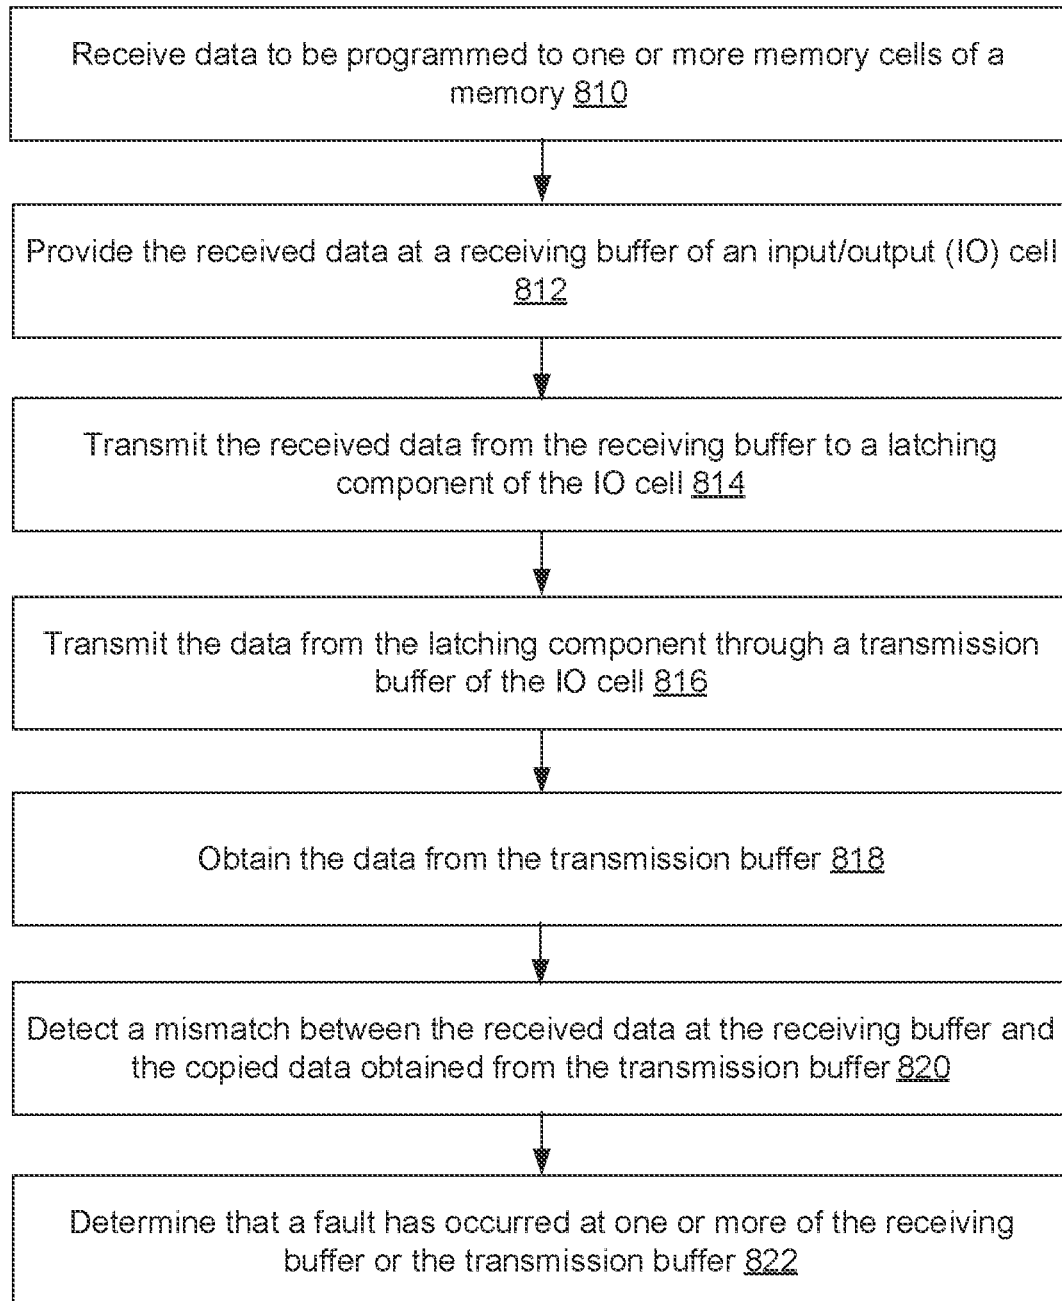 Receive data to be programmed to one or more memory cells of a
memory 810
Provide the received data at a receiving buffer of an input/output (IO) cell
812
Transmit the received data from the receiving buffer to a latching
component of the IO cell 814
Transmit the data from the latching component through a transmission
buffer of the IO cell 816
Obtain the data from the transmission buffer 818
Detect a mismatch between the received data at the receiving buffer and
the copied data obtained from the transmission buffer 820
Determine that a fault has occurred at one or more of the receiving
buffer or the transmission buffer 822